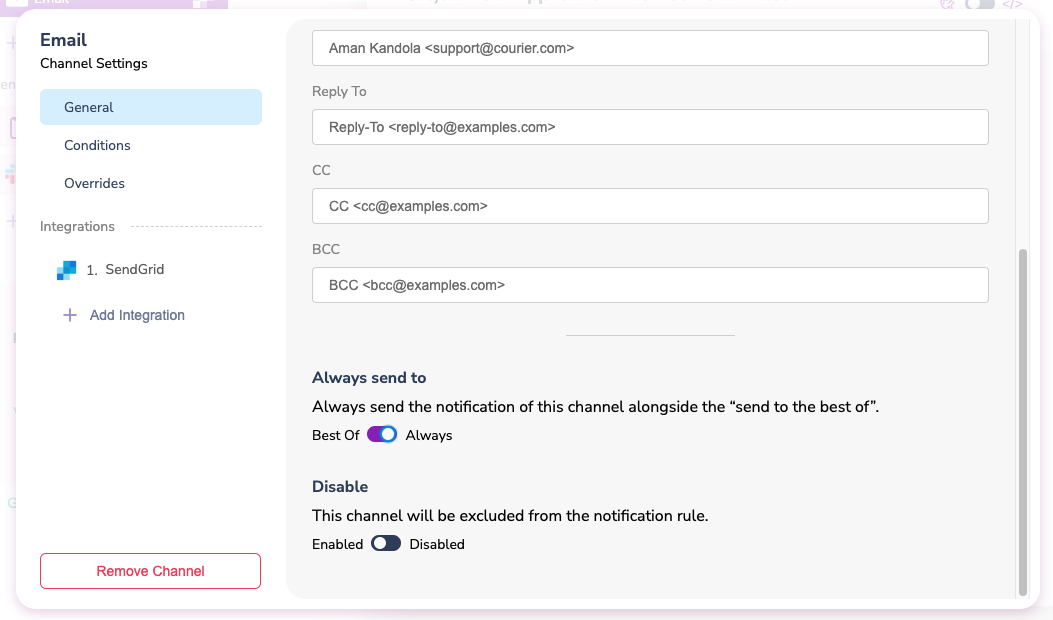 Email
Channel Settings
General
Conditions
Overrides
Integrations
1. SendGrid
Add Integration
Remove Channel
Aman Kandola <support@courier.com>
Reply To
Reply-To <reply-to@examples.com>
CC
CC <cc@examples.com>
BCC
BCC <bcc@examples.com>
Always send to
Always send the notification of this channel alongside the “send to the best of”.
Best Of Always
Disable
This channel will be excluded from the notification rule.
Enabled Disabled